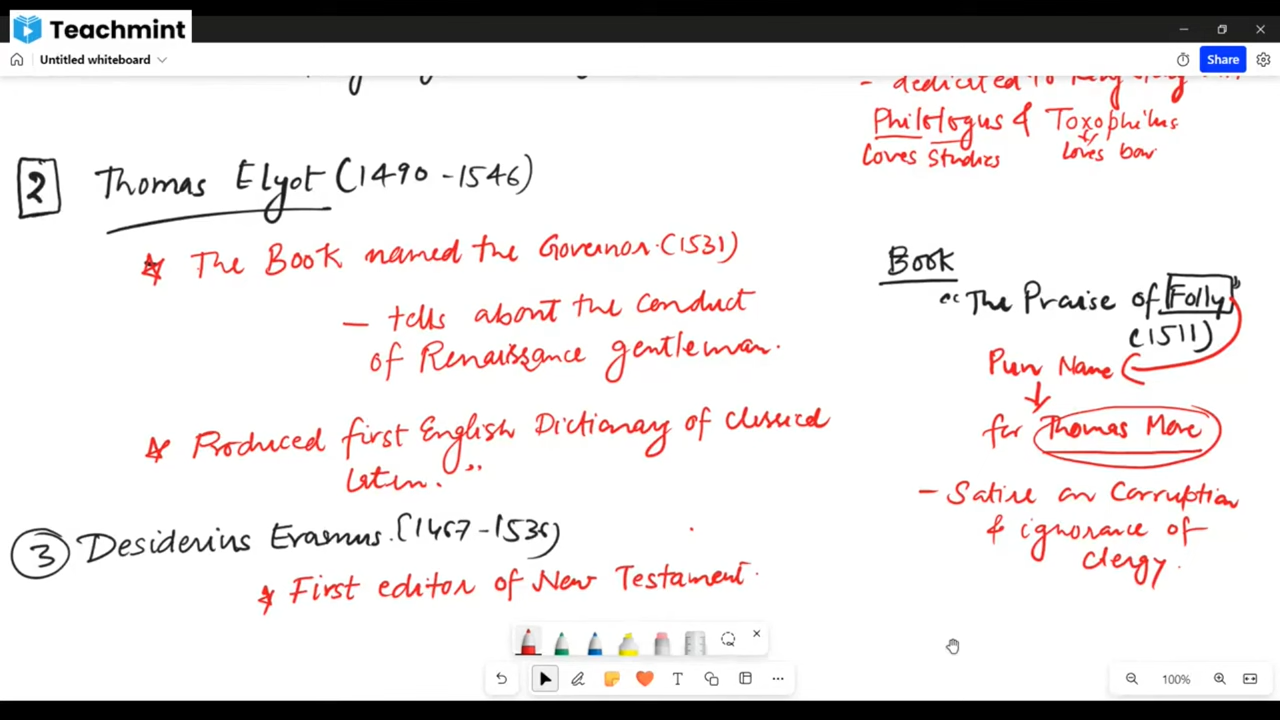 Teachmint
Untitled whiteboard
Share
- dedicated to King
Philologus & Toxophilus
Loves Studies
loves bow
2
Thomas Elyot (1490-1546)
The Book named the Governor. (1531)
- tells about the conduct
of Renaissance gentleman.
Produced first English Dictionary of classical
Latin."
3
Desiderius Erasmus. (1467-1536)
First editor of New Testament.
Book
"The Praise of Folly"
(1511)
Pun Name
for Thomas More
- Satire on Corruption
& ignorance of
clergy.
T
100%